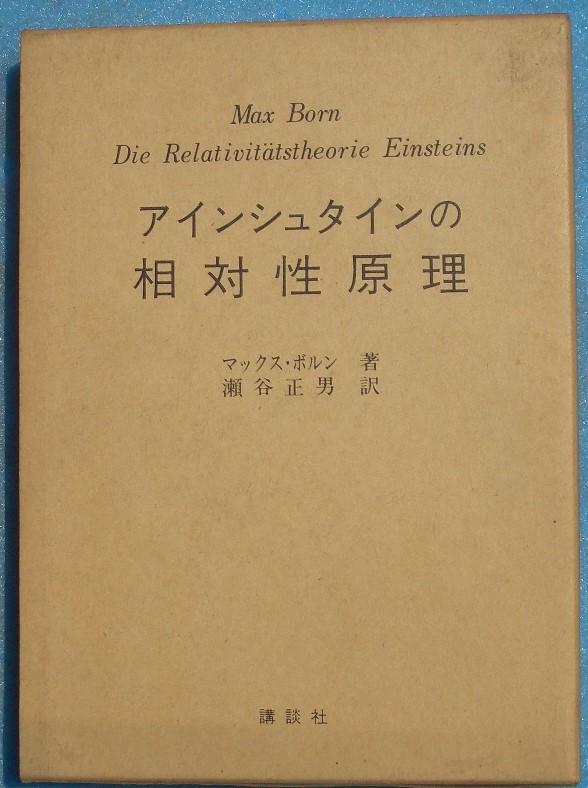 Max Born
Die Relativitätstheorie Einsteins
アインシュタインの
相対性原理
マックス・ボルン 著
瀬谷正男 訳
講談社